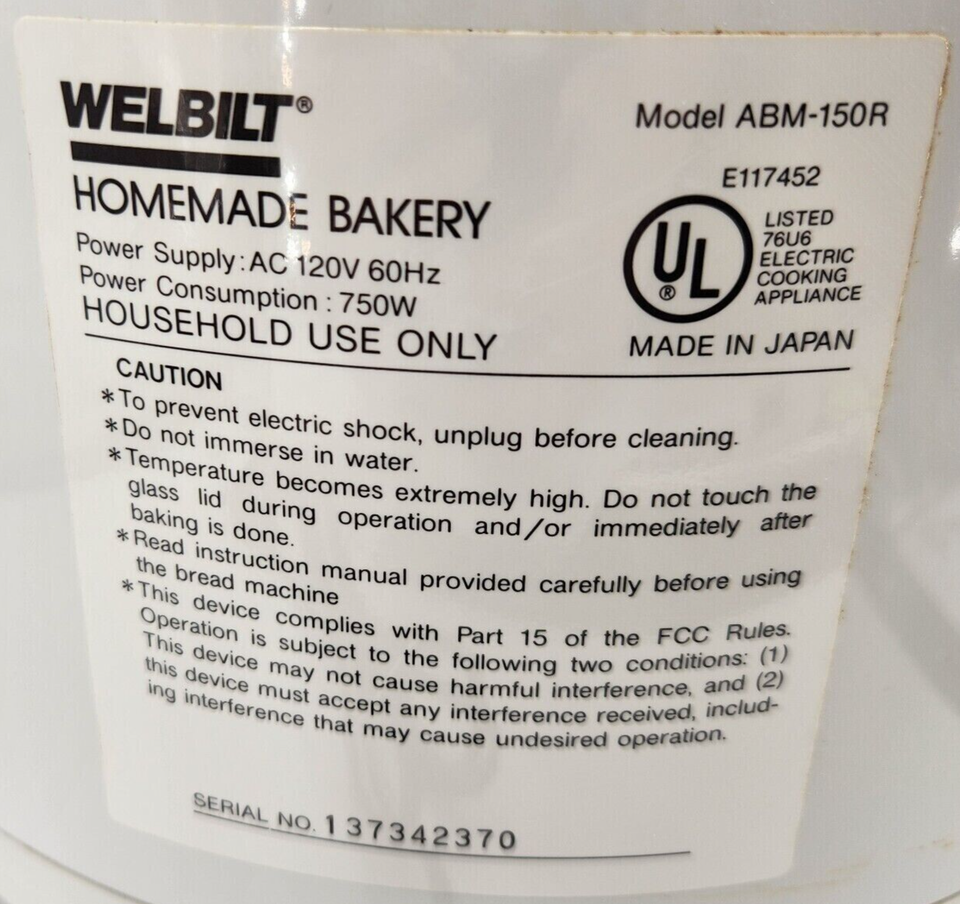 WELBILT®
HOMEMADE BAKERY
Power Supply: AC 120V 60Hz
Power Consumption : 750W
HOUSEHOLD USE ONLY
Model ABM-150R
E117452
UL ®
LISTED
76U6
ELECTRIC
COOKING
APPLIANCE
MADE IN JAPAN
CAUTION
*To prevent electric shock, unplug before cleaning.
*Do not immerse in water.
*Temperature becomes extremely high. Do not touch the
glass lid during operation and/or immediately after
baking is done.
*Read instruction manual provided carefully before using
the bread machine
*This device complies with Part 15 of the FCC Rules.
Operation is subject to the following two conditions: (1)
This device may not cause harmful interference, and (2)
this device must accept any interference received, includ-
ing interference that may cause undesired operation.
SERIAL NO. 137342370